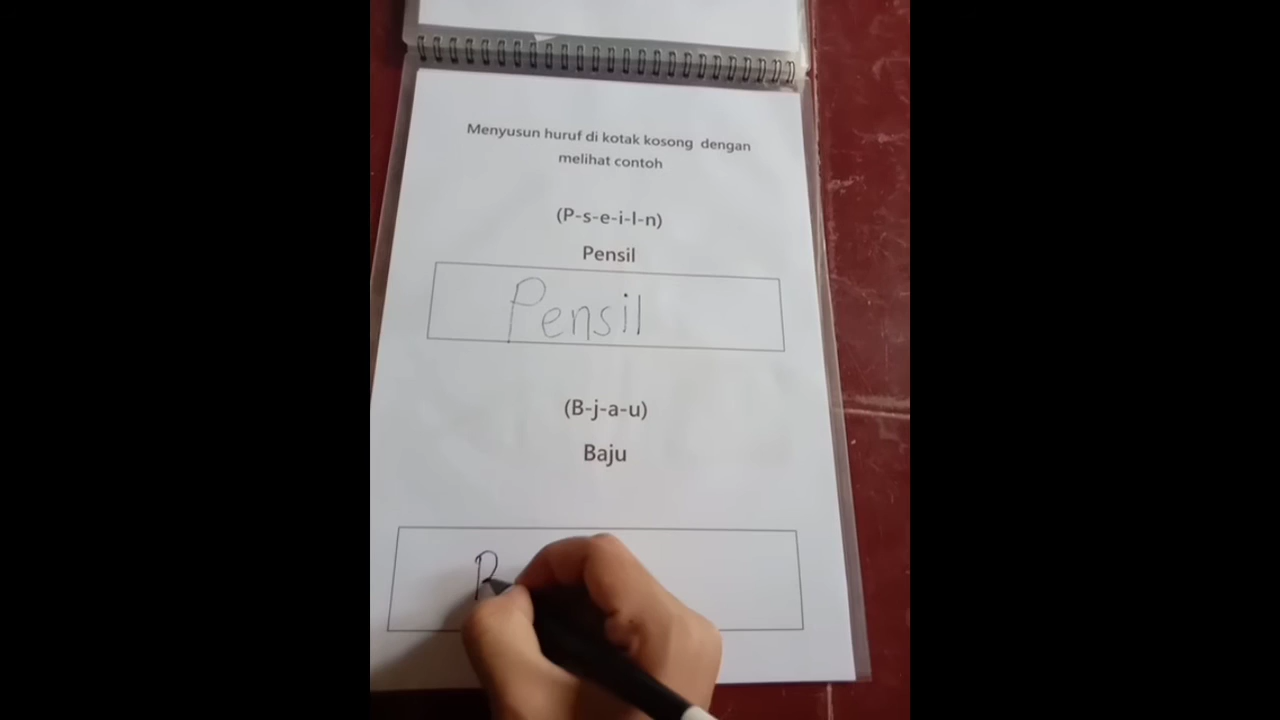 Menyusun huruf di kotak kosong dengan
melihat contoh
(P-s-e-i-l-n)
Pensil
Pensil
(B-j-a-u)
Baju
B